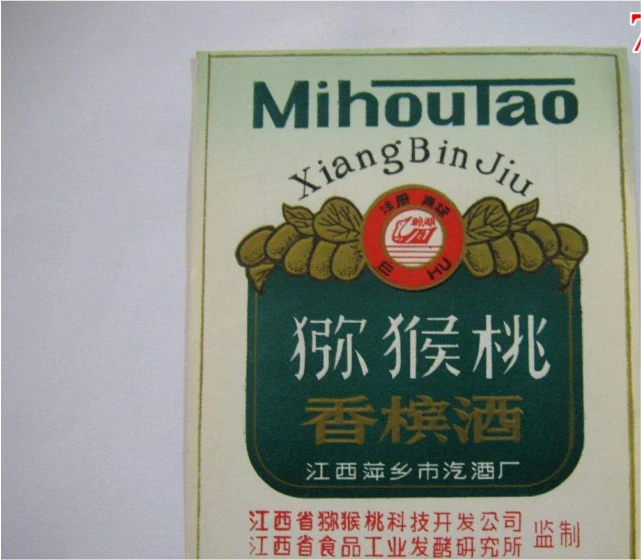 MihouTao
XiangBinJiu
注册 商标
E HU
猕猴桃
香槟酒
江西萍乡市汽酒厂
江西省猕猴桃科技开发公司
江西省食品工业发酵研究所
监制